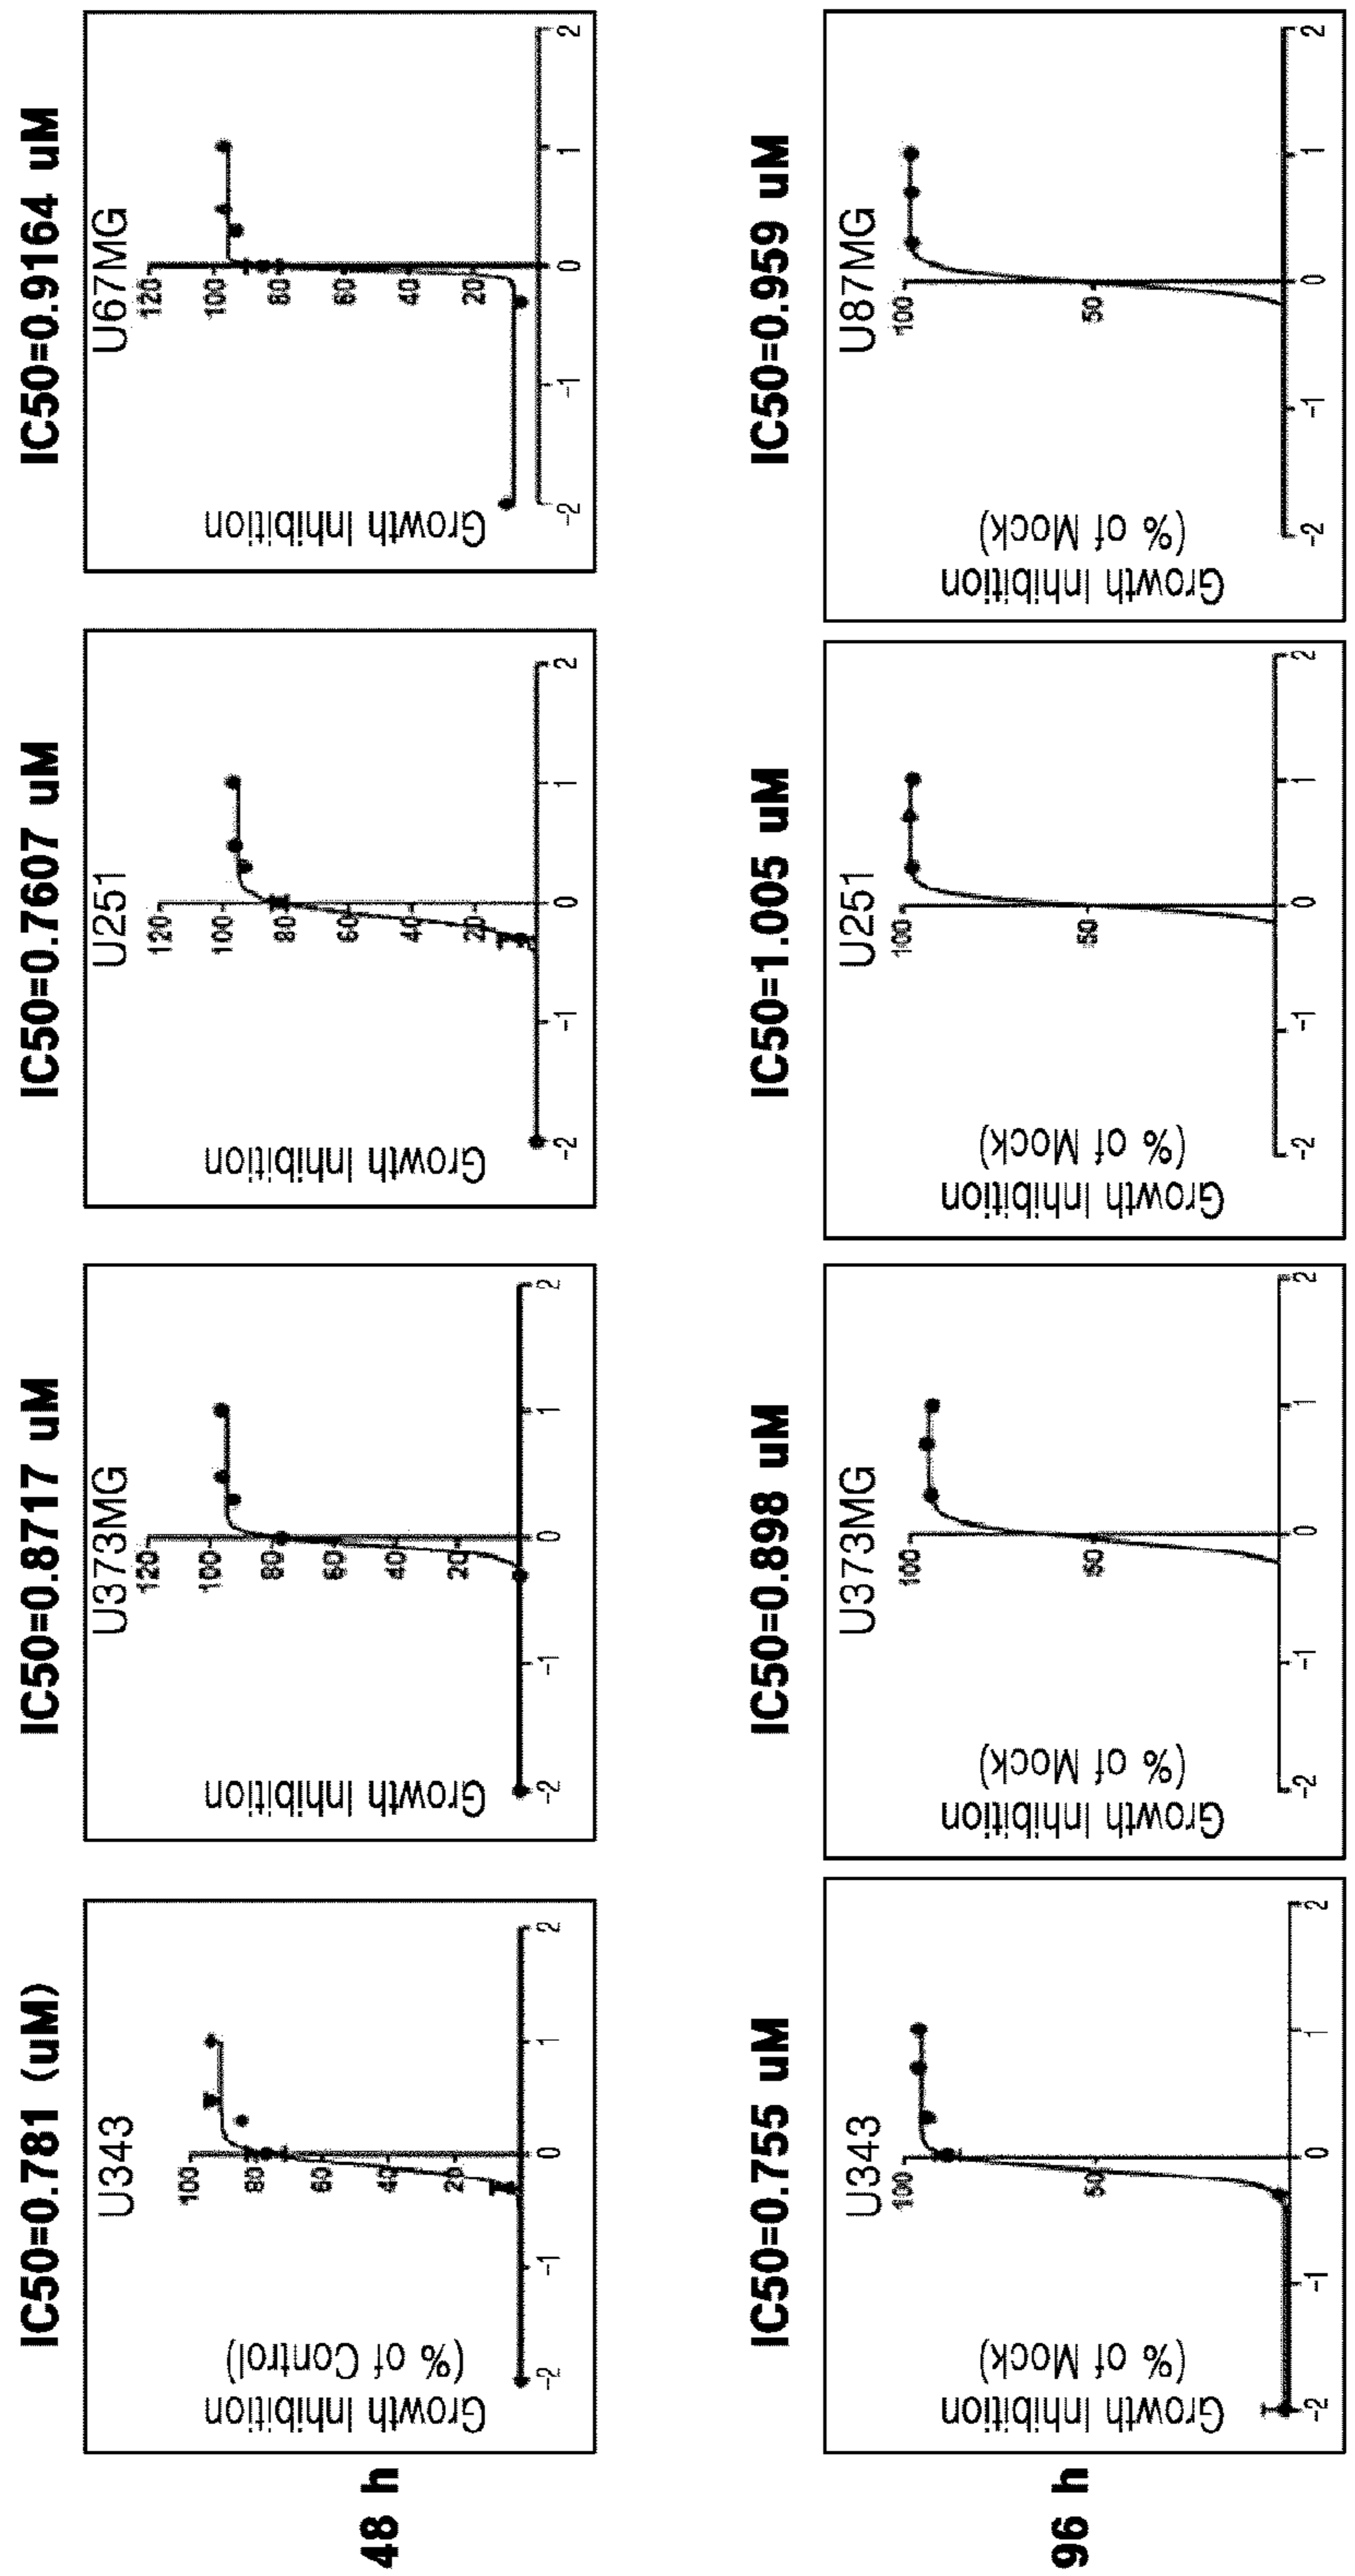 48 h
IC50=0.781 (uM)
U343
Growth Inhibition
(% of Control)
100
80
60
40
20
-2 -1 0 1 2
IC50=0.8717 uM
U373MG
Growth Inhibition
120
100
80
60
40
20
-2 -1 0 1 2
IC50=0.7607 uM
U251
Growth Inhibition
120
100
80
60
40
20
-2 -1 0 1 2
IC50=0.9164 uM
U67MG
Growth Inhibition
120
100
80
60
40
20
-2 -1 0 1 2
96 h
IC50=0.755 uM
U343
Growth Inhibition
(% of Mock)
100
50
-2 -1 0 1 2
IC50=0.898 uM
U373MG
Growth Inhibition
(% of Mock)
100
50
-2 -1 0 1 2
IC50=1.005 uM
U251
Growth Inhibition
(% of Mock)
100
50
-2 -1 0 1 2
IC50=0.959 uM
U87MG
Growth Inhibition
(% of Mock)
100
50
-2 -1 0 1 2